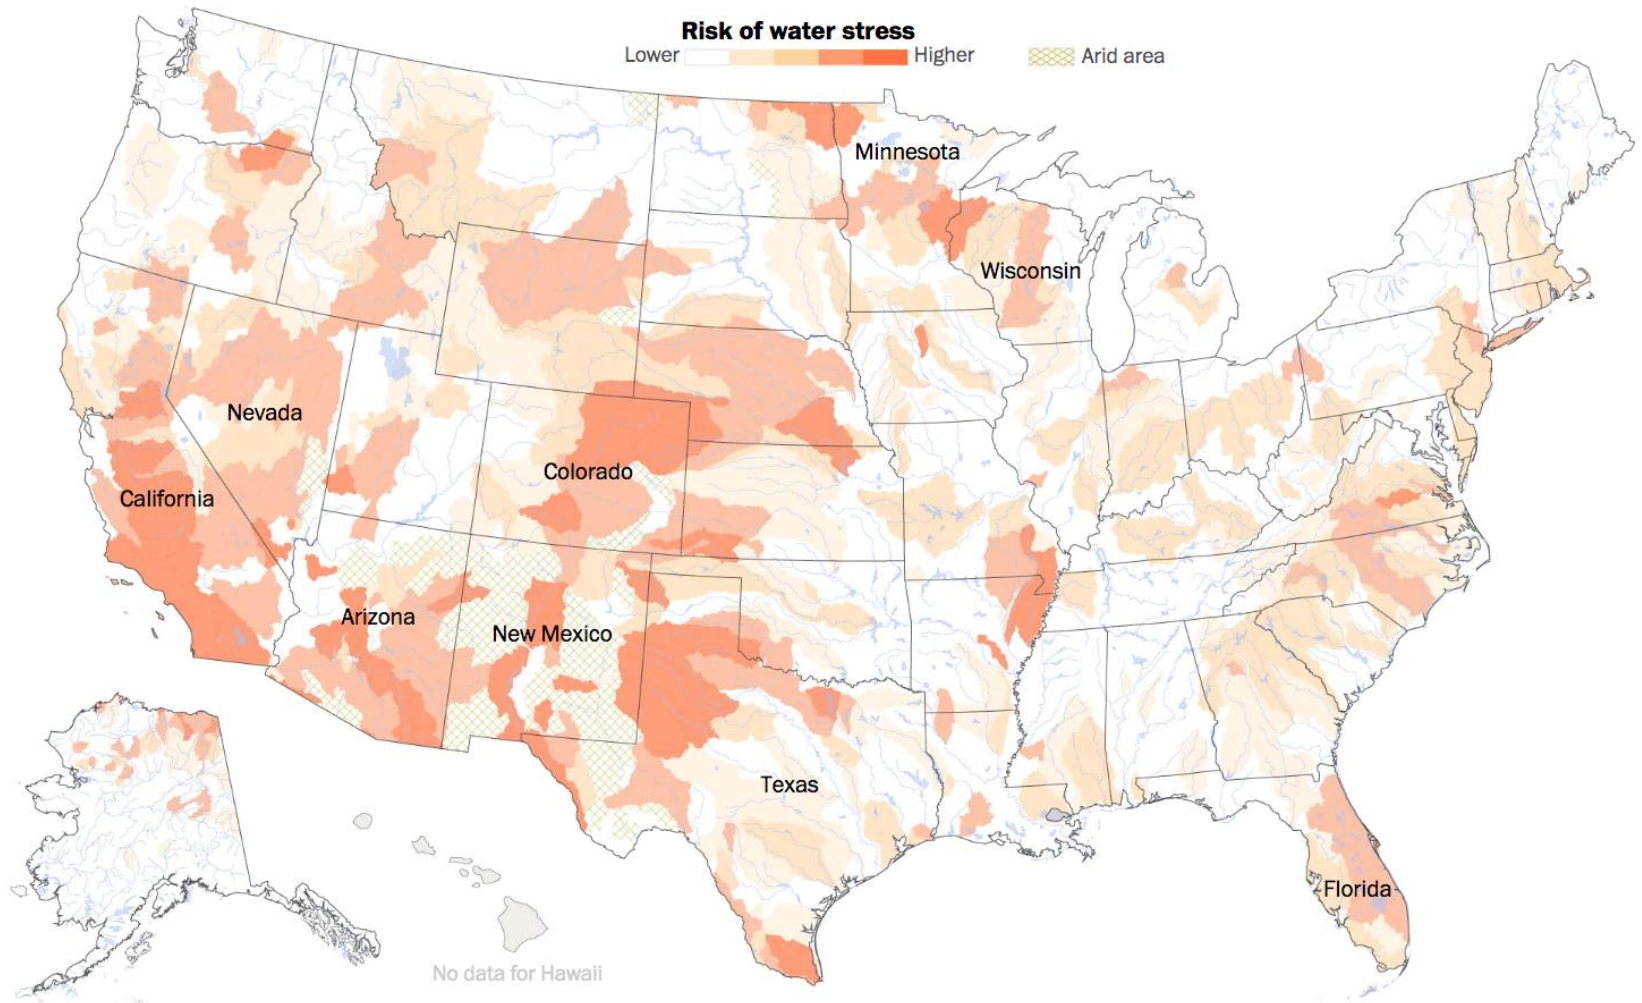 Risk of water stress
Lower Higher Arid area
Minnesota
Wisconsin
Nevada
Colorado
California
Arizona
New Mexico
Texas
Florida
No data for Hawaii